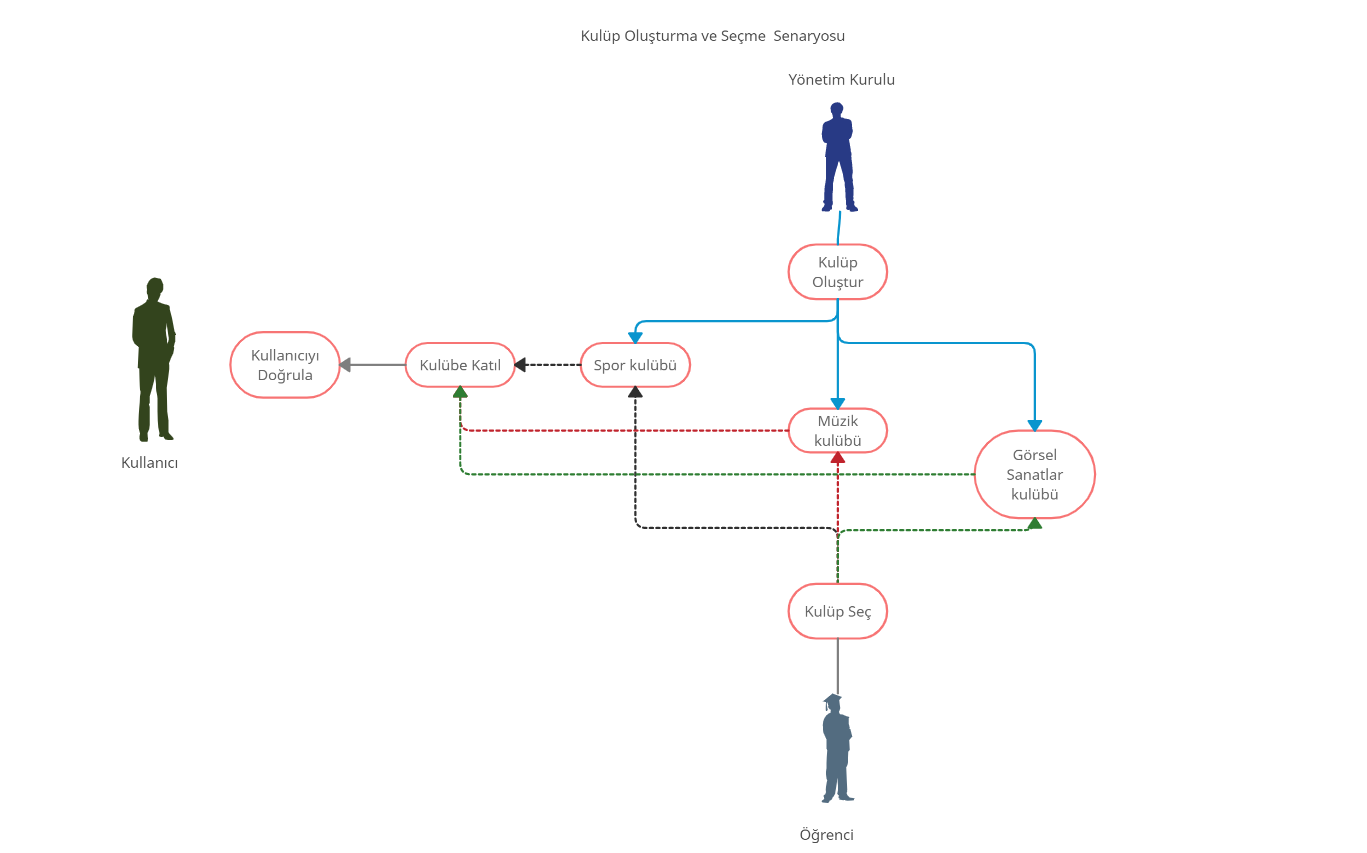 Kulüp Oluşturma ve Seçme  Senaryosu
Yönetim Kurulu
Kulüp
Oluştur
Kullanıcıyı
Doğrula
Kulübe Katıl
Spor kulübü
Müzik
kulübü
Görsel
Sanatlar
kulübü
Kullanıcı
Kulüp Seç
Öğrenci